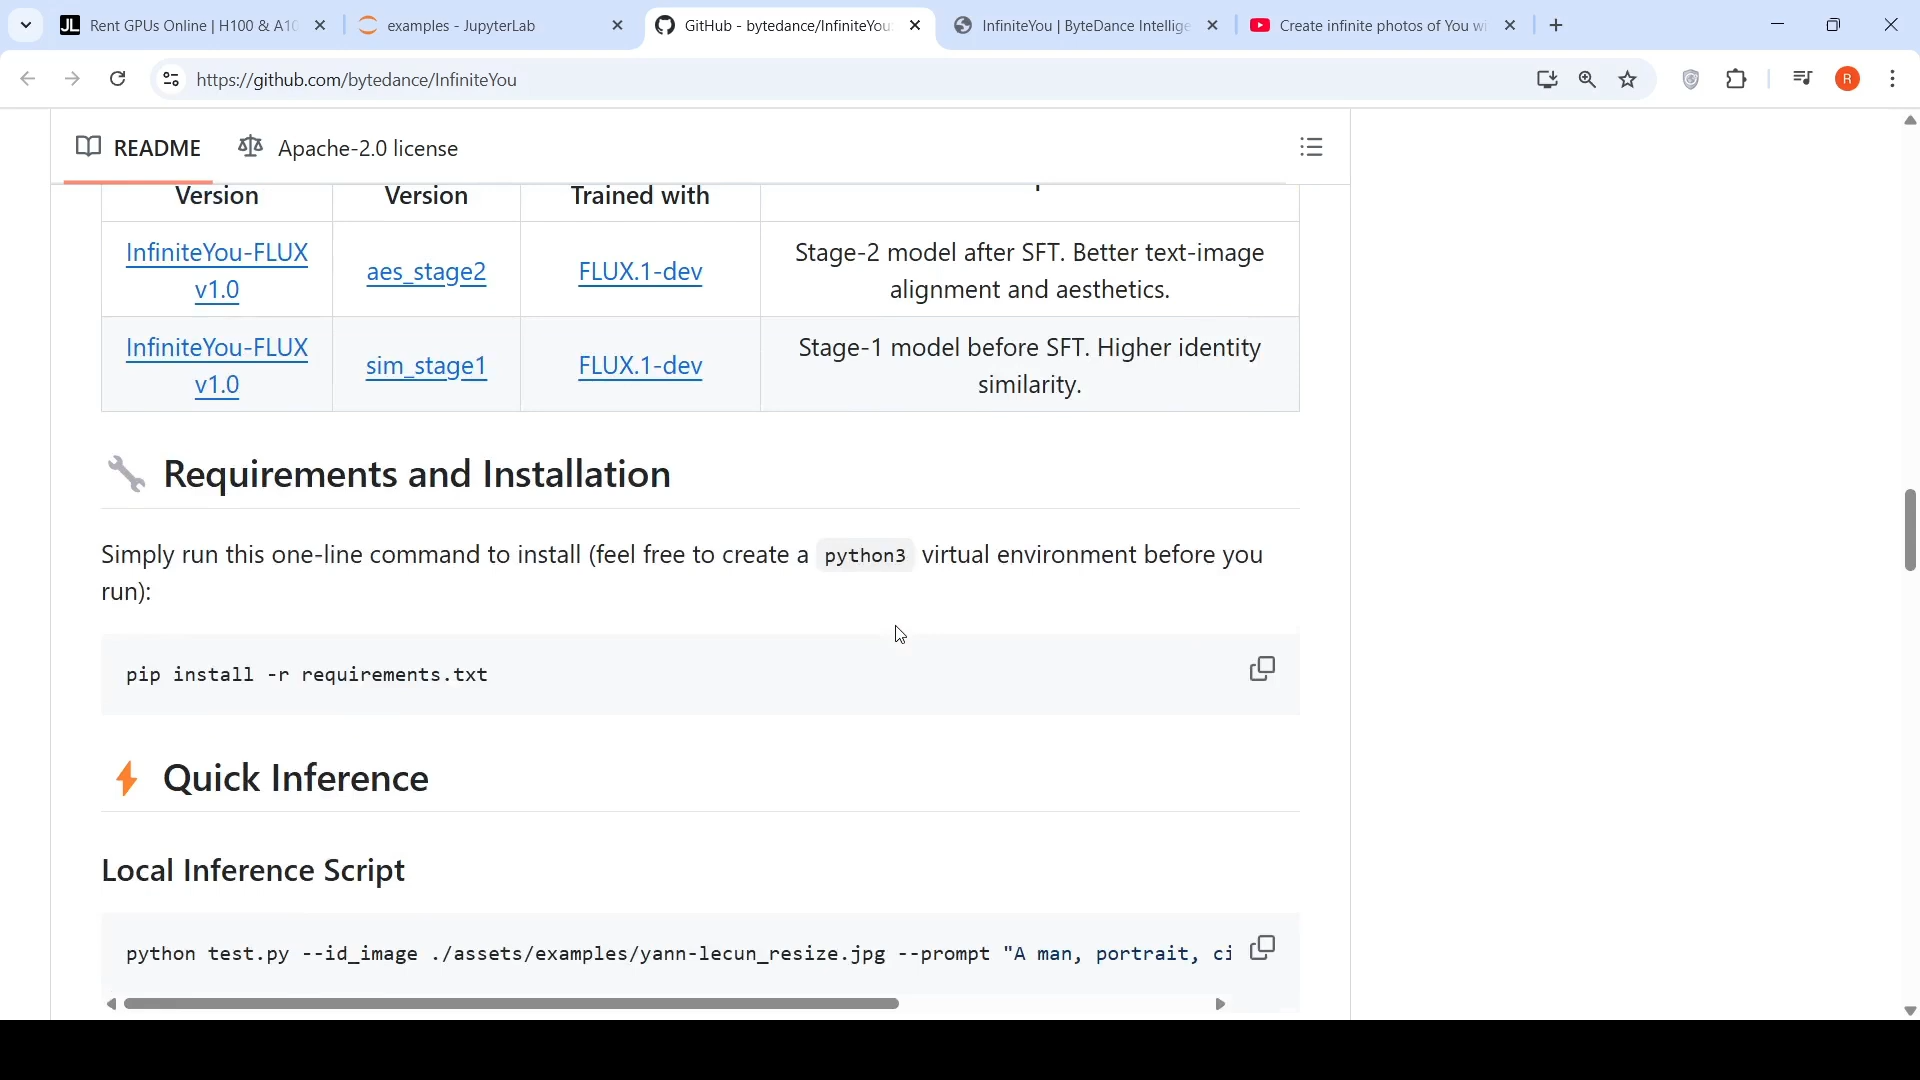 Rent GPUs Online | H100 & A10
examples - JupyterLab
GitHub - bytedance/InfiniteYou:
InfiniteYou | ByteDance Intellige
Create infinite photos of You wi
https://github.com/bytedance/InfiniteYou
R
README
Apache-2.0 license
Version
Version
Trained with
InfiniteYou-FLUX
v1.0
aes_stage2
FLUX.1-dev
Stage-2 model after SFT. Better text-image
alignment and aesthetics.
InfiniteYou-FLUX
v1.0
sim_stage1
FLUX.1-dev
Stage-1 model before SFT. Higher identity
similarity.
Requirements and Installation
Simply run this one-line command to install (feel free to create a python3 virtual environment before you
run):
pip install -r requirements.txt
Quick Inference
Local Inference Script
python test.py --id_image ./assets/examples/yann-lecun_resize.jpg --prompt "A man, portrait, ci